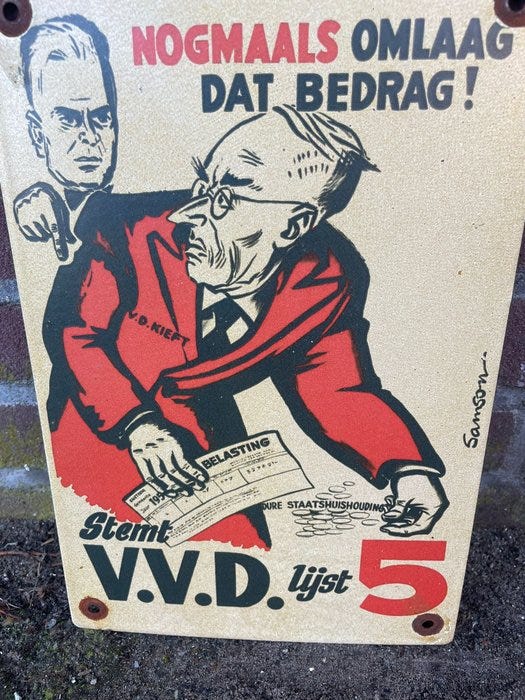 NOGMAALS OMLAAG
DAT BEDRAG!
V.D. KIEFT
BELASTING
DURE STAATSHUISHOUDING
Samson
Stemt
V.V.D. lijst 5